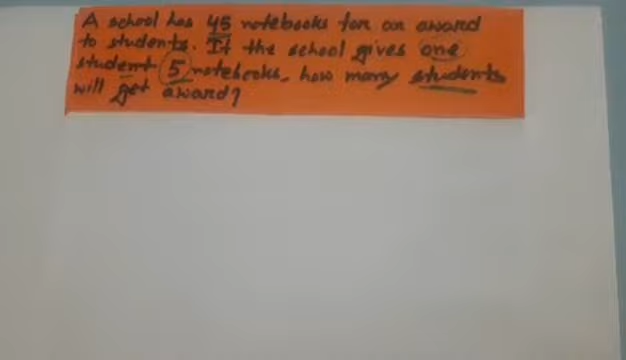 A school has 45 notebooks for an award
to students. If the school gives one
student 5 notebooks, how many students
will get award?